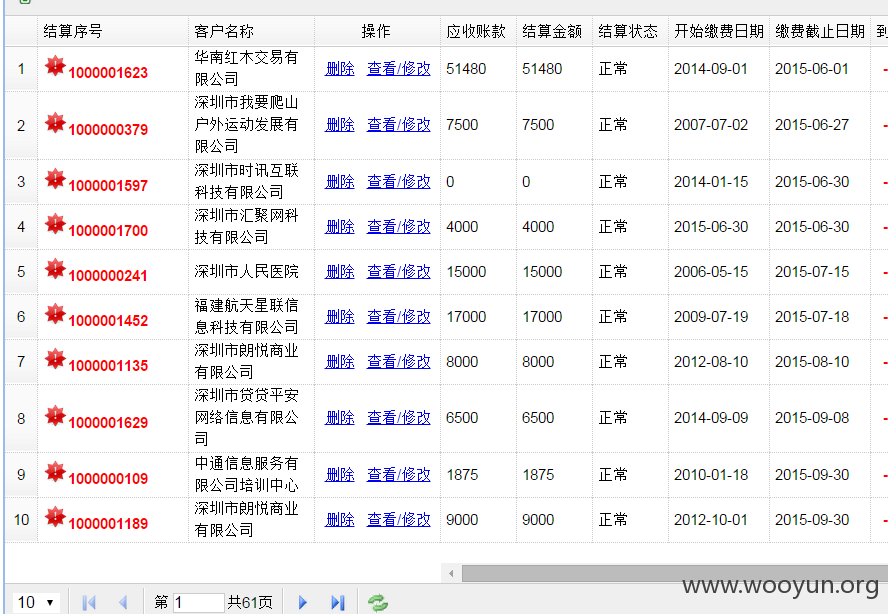 结算序号 客户名称 操作 应收账款 结算金额 结算状态 开始缴费日期 缴费截止日期 到
1 1000001623 华南红木交易有限公司 删除 查看/修改 51480 51480 正常 2014-09-01 2015-06-01 -
2 1000000379 深圳市我要爬山户外运动发展有限公司 删除 查看/修改 7500 7500 正常 2007-07-02 2015-06-27 -
3 1000001597 深圳市时讯互联科技有限公司 删除 查看/修改 0 0 正常 2014-01-15 2015-06-30 -
4 1000001700 深圳市汇聚网科技有限公司 删除 查看/修改 4000 4000 正常 2015-06-30 2015-06-30 -
5 1000000241 深圳市人民医院 删除 查看/修改 15000 15000 正常 2006-05-15 2015-07-15 -
6 1000001452 福建航天星联信息科技有限公司 删除 查看/修改 17000 17000 正常 2009-07-19 2015-07-18 -
7 1000001135 深圳市朗悦商业有限公司 删除 查看/修改 8000 8000 正常 2012-08-10 2015-08-10 -
8 1000001629 深圳市贷贷平安网络信息有限公司 删除 查看/修改 6500 6500 正常 2014-09-09 2015-09-08 -
9 1000000109 中通信息服务有限公司培训中心 删除 查看/修改 1875 1875 正常 2010-01-18 2015-09-30 -
10 1000001189 深圳市朗悦商业有限公司 删除 查看/修改 9000 9000 正常 2012-10-01 2015-09-30 -
10 第 1 共61页
www.wooyun.org